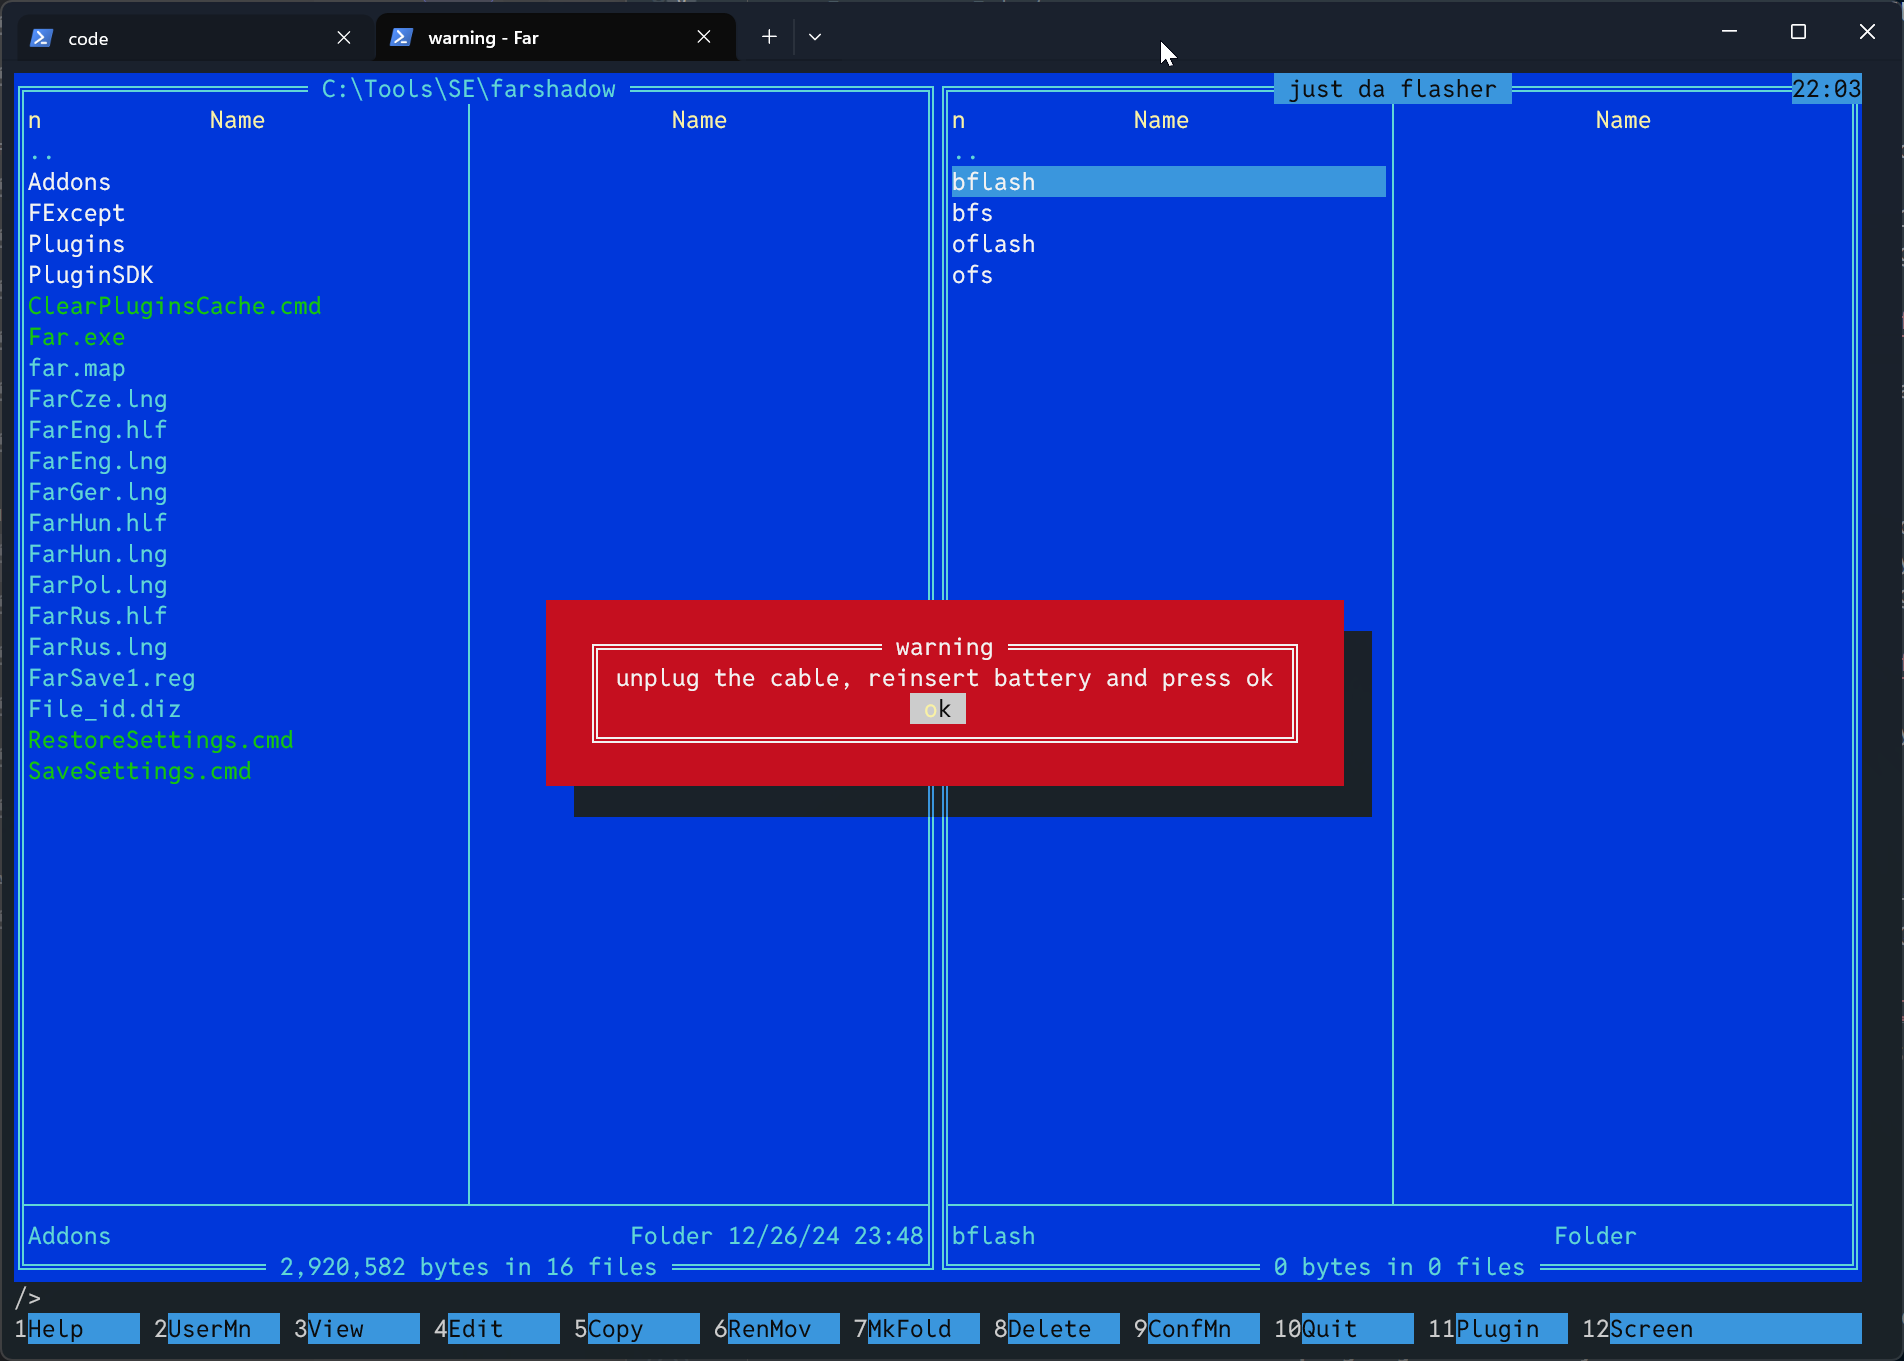 code
warning - Far
C:\Tools\SE\farshadow
just da flasher
22:03
n Name Name
n Name Name
..
Addons
FExcept
Plugins
PluginSDK
ClearPluginsCache.cmd
Far.exe
far.map
FarCze.lng
FarEng.hlf
FarEng.lng
FarGer.lng
FarHun.hlf
FarHun.lng
FarPol.lng
FarRus.hlf
FarRus.lng
FarSave1.reg
File_id.diz
RestoreSettings.cmd
SaveSettings.cmd
..
bflash
bfs
oflash
ofs
warning
unplug the cable, reinsert battery and press ok
ok
Addons Folder 12/26/24 23:48
2,920,582 bytes in 16 files
bflash Folder
0 bytes in 0 files
/>
1Help 2UserMn 3View 4Edit 5Copy 6RenMov 7MkFold 8Delete 9ConfMn 10Quit 11Plugin 12Screen